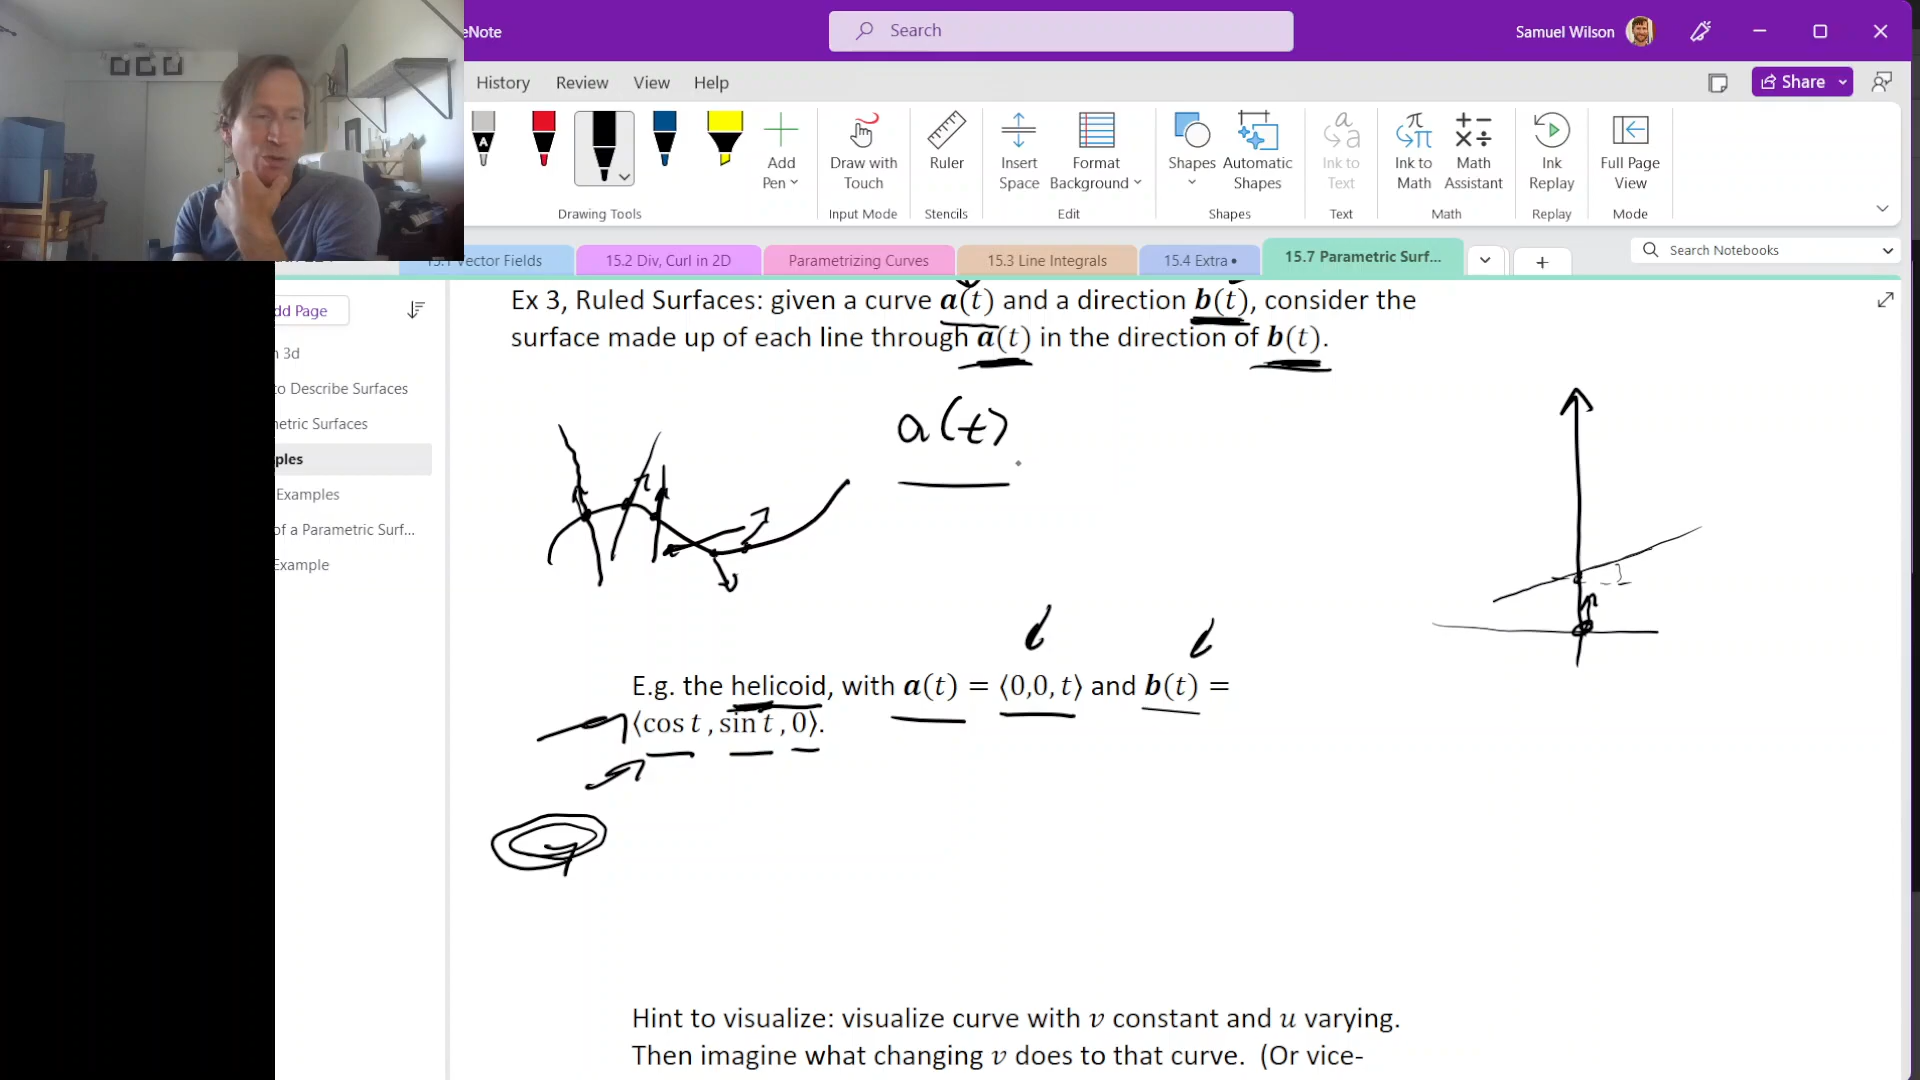 eNote
Search
Samuel Wilson
History Review View Help
Share
Add Pen
Draw with Touch
Ruler
Insert Space
Format Background
Shapes
Automatic Shapes
Ink to Text
Ink to Math
Math Assistant
Ink Replay
Full Page View
Drawing Tools Input Mode Stencils Edit Shapes Text Math Replay Mode
15.1 Vector Fields 15.2 Div, Curl in 2D Parametrizing Curves 15.3 Line Integrals 15.4 Extra• 15.7 Parametric Surf...
Search Notebooks
dd Page
3d
to Describe Surfaces
netric Surfaces
ples
Examples
of a Parametric Surf...
Example
Ex 3, Ruled Surfaces: given a curve a(t) and a direction b(t), consider the
surface made up of each line through a(t) in the direction of b(t).
a(t)
E.g. the helicoid, with a(t) = ⟨0,0, t⟩ and b(t) =
⟨cos t , sin t , 0⟩.
Hint to visualize: visualize curve with v constant and u varying.
Then imagine what changing v does to that curve. (Or vice-